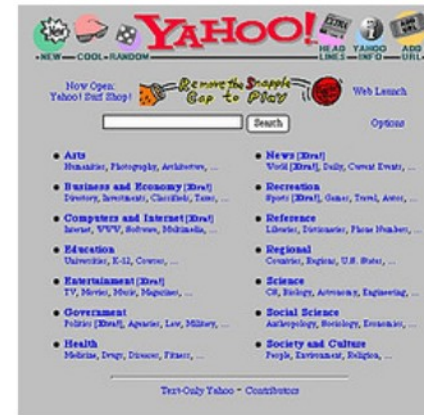 YAHOO!
NEW COOL RANDOM
HEAD LINES YAHOO INFO ADD URL
Now Open:
Yahoo! Surf Shop!
Remove the Snapple
Cap to Play
Web Launch
Search
Options
Arts
Humanities, Photography, Architecture, ...
Business and Economy [Xtra!]
Directory, Investments, Classifieds, Taxes, ...
Computers and Internet [Xtra!]
Internet, WWW, Software, Multimedia, ...
Education
Universities, K-12, Courses, ...
Entertainment [Xtra!]
TV, Movies, Music, Magazines, ...
Government
Politics [Xtra!], Agencies, Law, Military, ...
Health
Medicine, Drugs, Diseases, Fitness, ...
News [Xtra!]
World [Xtra!], Daily, Current Events, ...
Recreation
Sports [Xtra!], Games, Travel, Autos, ...
Reference
Libraries, Dictionaries, Phone Numbers, ...
Regional
Countries, Regions, U.S. States, ...
Science
CS, Biology, Astronomy, Engineering, ...
Social Science
Anthropology, Sociology, Economics, ...
Society and Culture
People, Environment, Religion, ...
Text-Only Yahoo - Contributors